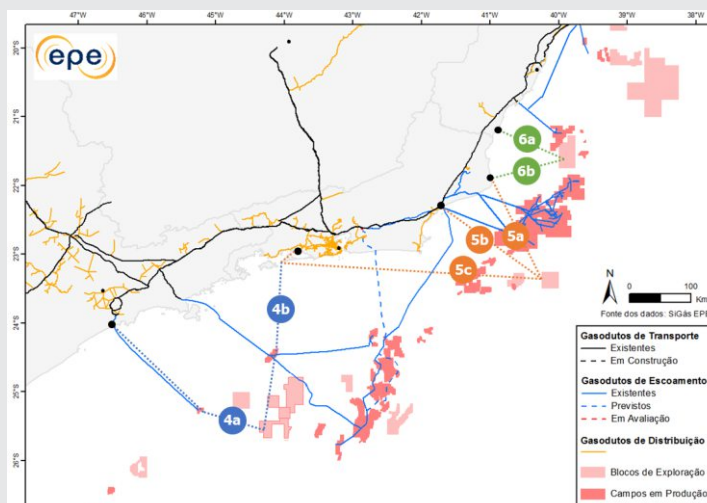 47°W 46°W 45°W 44°W 43°W 42°W 41°W 40°W 39°W 38°W
20°S
21°S
22°S
23°S
24°S
25°S
26°S
epe
6a
6b
5b
5a
5c
4b
4a
N
0 100
Km
Fonte dos dados: SiGás EPE
Gasodutos de Transporte
Existentes
Em Construção
Gasodutos de Escoamento
Existentes
Previstos
Em Avaliação
Gasodutos de Distribuição
Blocos de Exploração
Campos em Produção